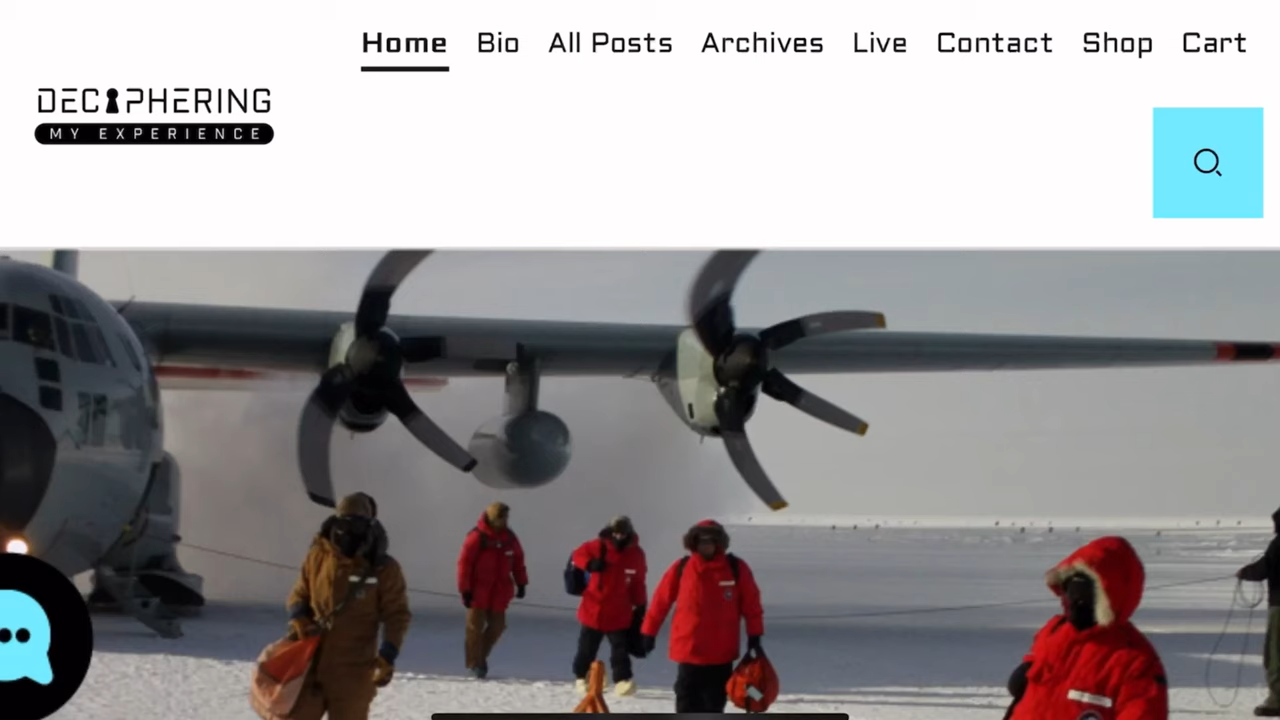 Home Bio All Posts Archives Live Contact Shop Cart
DECIPHERING
MY EXPERIENCE